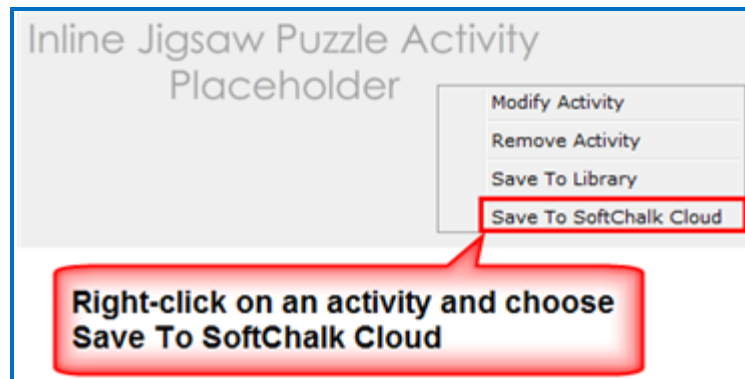 Inline Jigsaw Puzzle Activity
Placeholder
Modify Activity
Remove Activity
Save To Library
Save To SoftChalk Cloud
Right-click on an activity and choose
Save To SoftChalk Cloud